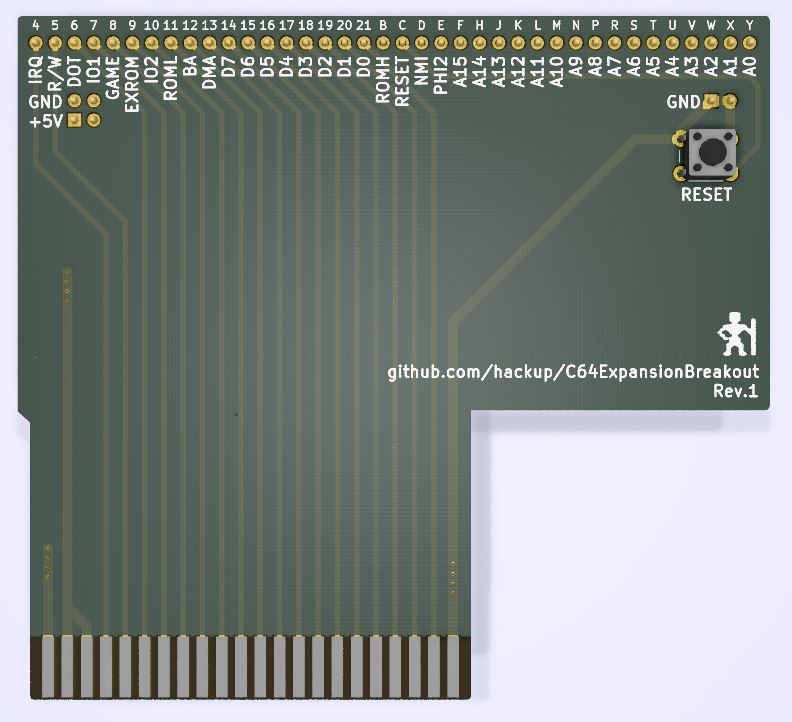 4 5 6 7 8 9 10 11 12 13 14 15 16 17 18 19 20 21 B C D E F H J K L M N P R S T U V W X Y
IRQ R/W DOT IO1 GAME EXROM IO2 ROML BA DMA D7 D6 D5 D4 D3 D2 D1 D0 ROMH RESET NMI PHI2 A15 A14 A13 A12 A11 A10 A9 A8 A7 A6 A5 A4 A3 A2 A1 A0
GND
+5V
GND
RESET
github.com/hackup/C64ExpansionBreakout
Rev.1